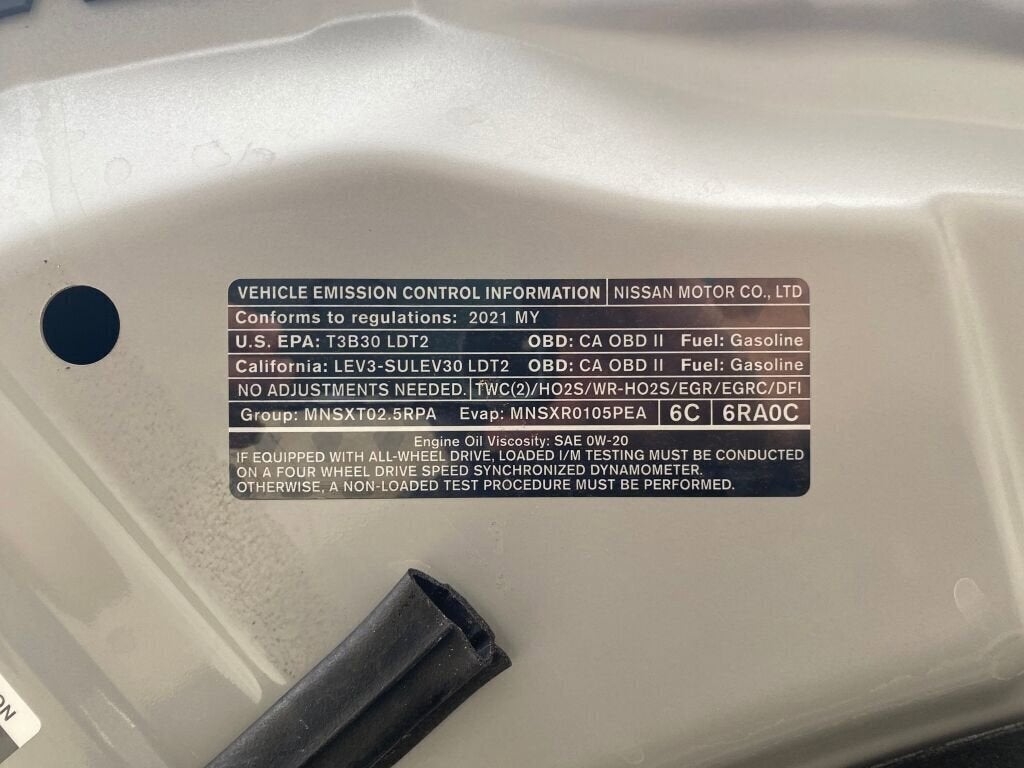 VEHICLE EMISSION CONTROL INFORMATION NISSAN MOTOR CO., LTD
Conforms to regulations: 2021 MY
U.S. EPA: T3B30 LDT2 OBD: CA OBD II Fuel: Gasoline
California: LEV3-SULEV30 LDT2 OBD: CA OBD II Fuel: Gasoline
NO ADJUSTMENTS NEEDED. TWC(2)/HO2S/WR-HO2S/EGR/EGRC/DFI
Group: MNSXT02.5RPA Evap: MNSXR0105PEA 6C 6RA0C
Engine Oil Viscosity: SAE 0W-20
IF EQUIPPED WITH ALL-WHEEL DRIVE, LOADED I/M TESTING MUST BE CONDUCTED
ON A FOUR WHEEL DRIVE SPEED SYNCHRONIZED DYNAMOMETER.
OTHERWISE, A NON-LOADED TEST PROCEDURE MUST BE PERFORMED.